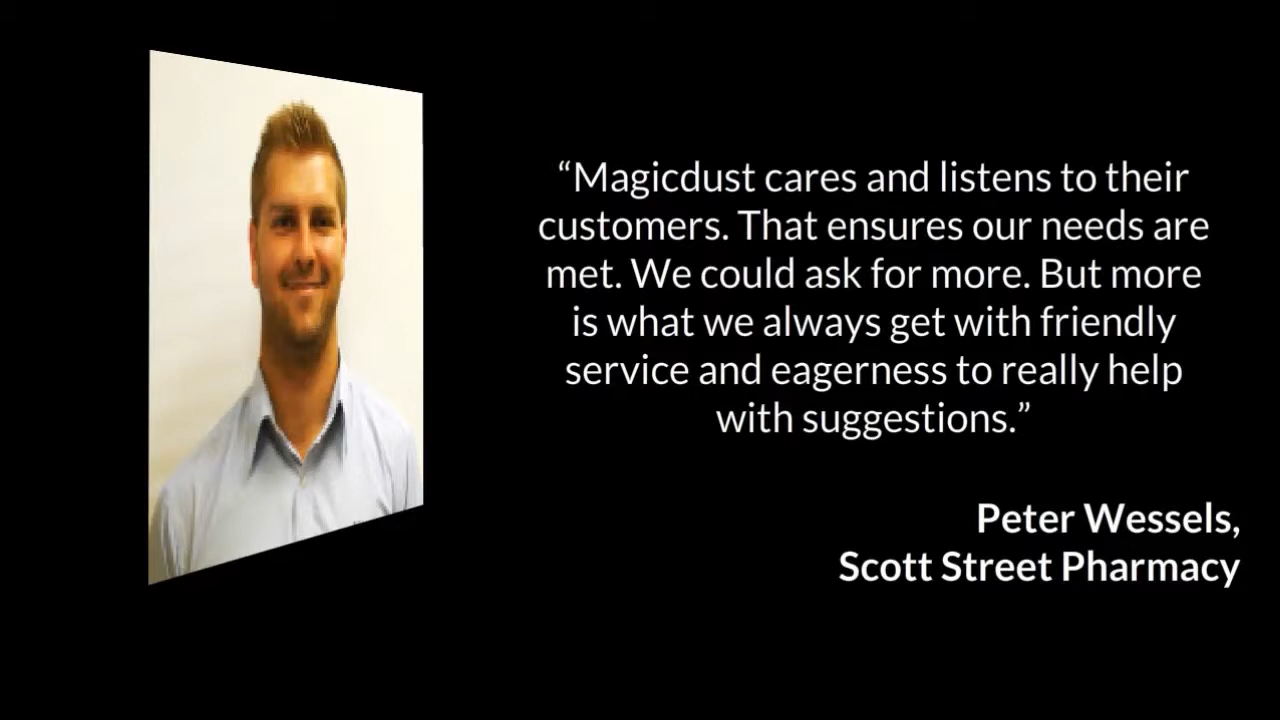 “Magicdust cares and listens to their
customers. That ensures our needs are
met. We could ask for more. But more
is what we always get with friendly
service and eagerness to really help
with suggestions.”
Peter Wessels,
Scott Street Pharmacy